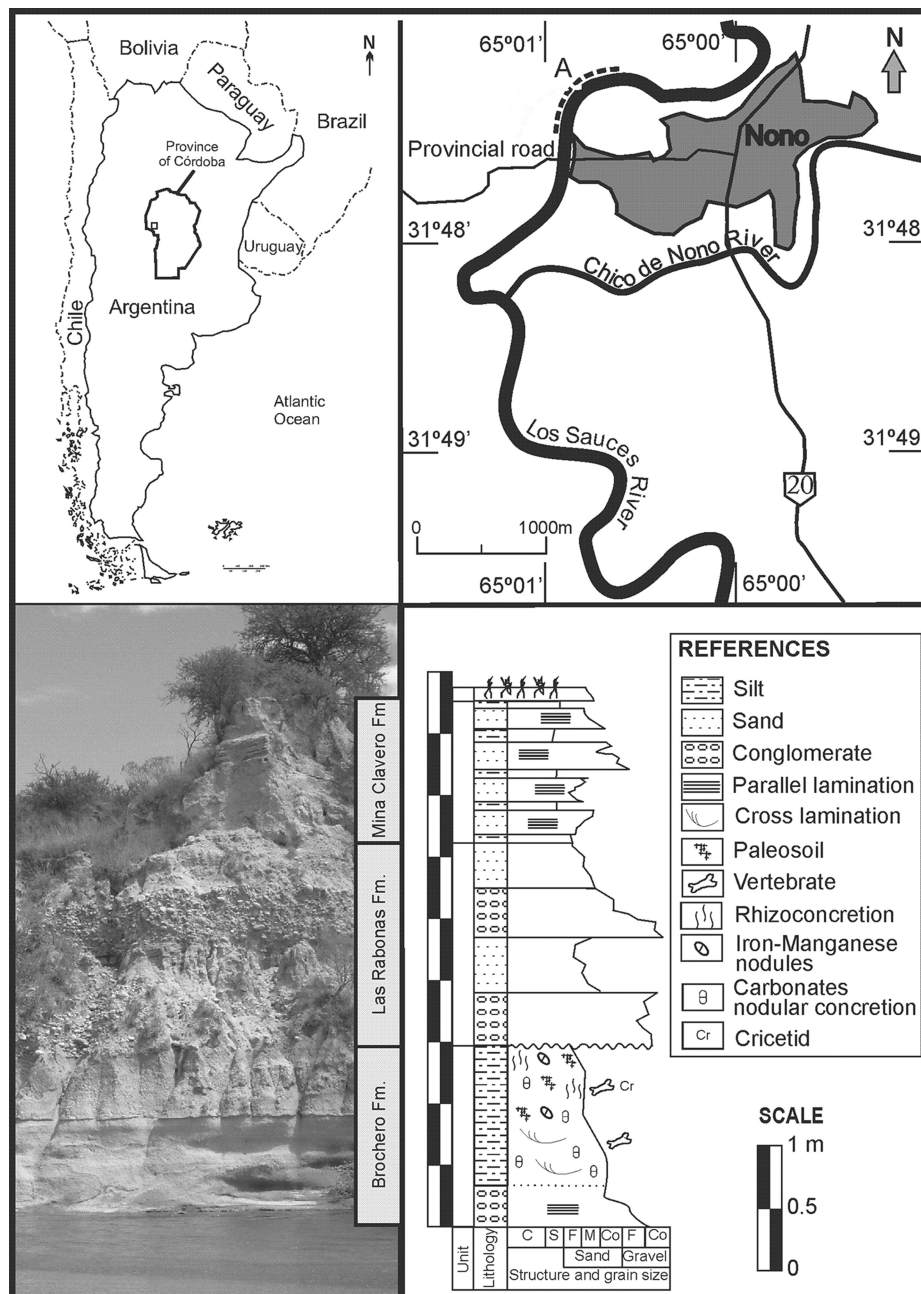 Bolivia
N
Paraguay
Brazil
Province
of Córdoba
Uruguay
Argentina
Chile
Atlantic
Ocean
65º01'
65º00'
N
A
Nono
Provincial road
31º48'
31º48
Chico de Nono River
31º49'
31º49
Los Sauces River
20
0
1000m
65º01'
65º00'
Mina Clavero Fm
Las Rabonas Fm.
Brochero Fm.
Cr
Unit
Lithology
C
S
F
M
Co
F
Co
Sand
Gravel
Structure and grain size
REFERENCES
Silt
Sand
Conglomerate
Parallel lamination
Cross lamination
Paleosoil
Vertebrate
Rhizoconcretion
Iron-Manganese
nodules
Carbonates
nodular concretion
Cr
Cricetid
SCALE
1 m
0.5
0